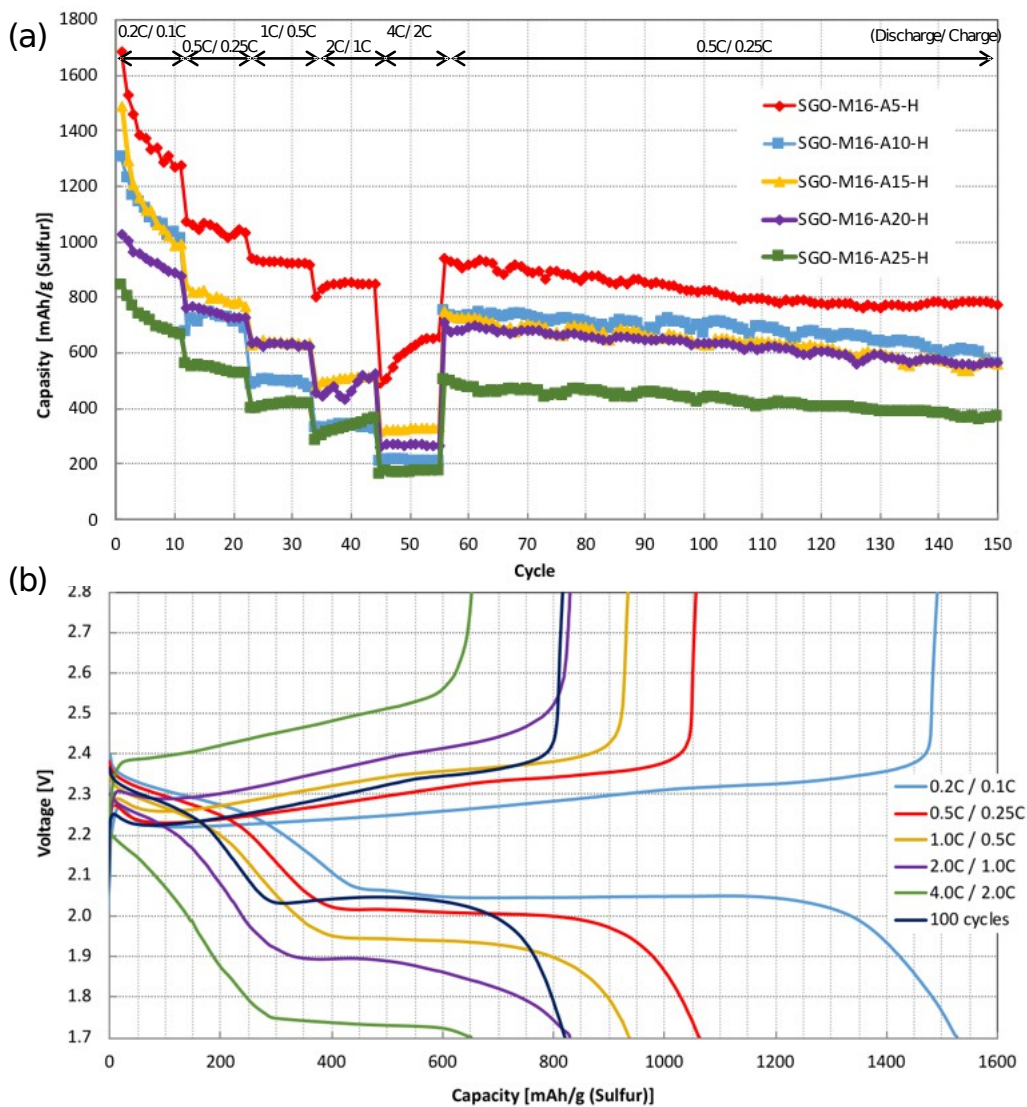 (a)
0.2C/ 0.1C
0.5C/ 0.25C
1C/ 0.5C
2C/ 1C
4C/ 2C
0.5C/ 0.25C
(Discharge/ Charge)
Capasity [mAh/g (Sulfur)]
1800
1600
1400
1200
1000
800
600
400
200
0
SGO-M16-A5-H
SGO-M16-A10-H
SGO-M16-A15-H
SGO-M16-A20-H
SGO-M16-A25-H
0 10 20 30 40 50 60 70 80 90 100 110 120 130 140 150
Cycle
(b)
Voltage [V]
2.8
2.7
2.6
2.5
2.4
2.3
2.2
2.1
2.0
1.9
1.8
1.7
0.2C / 0.1C
0.5C / 0.25C
1.0C / 0.5C
2.0C / 1.0C
4.0C / 2.0C
100 cycles
0 200 400 600 800 1000 1200 1400 1600
Capacity [mAh/g (Sulfur)]